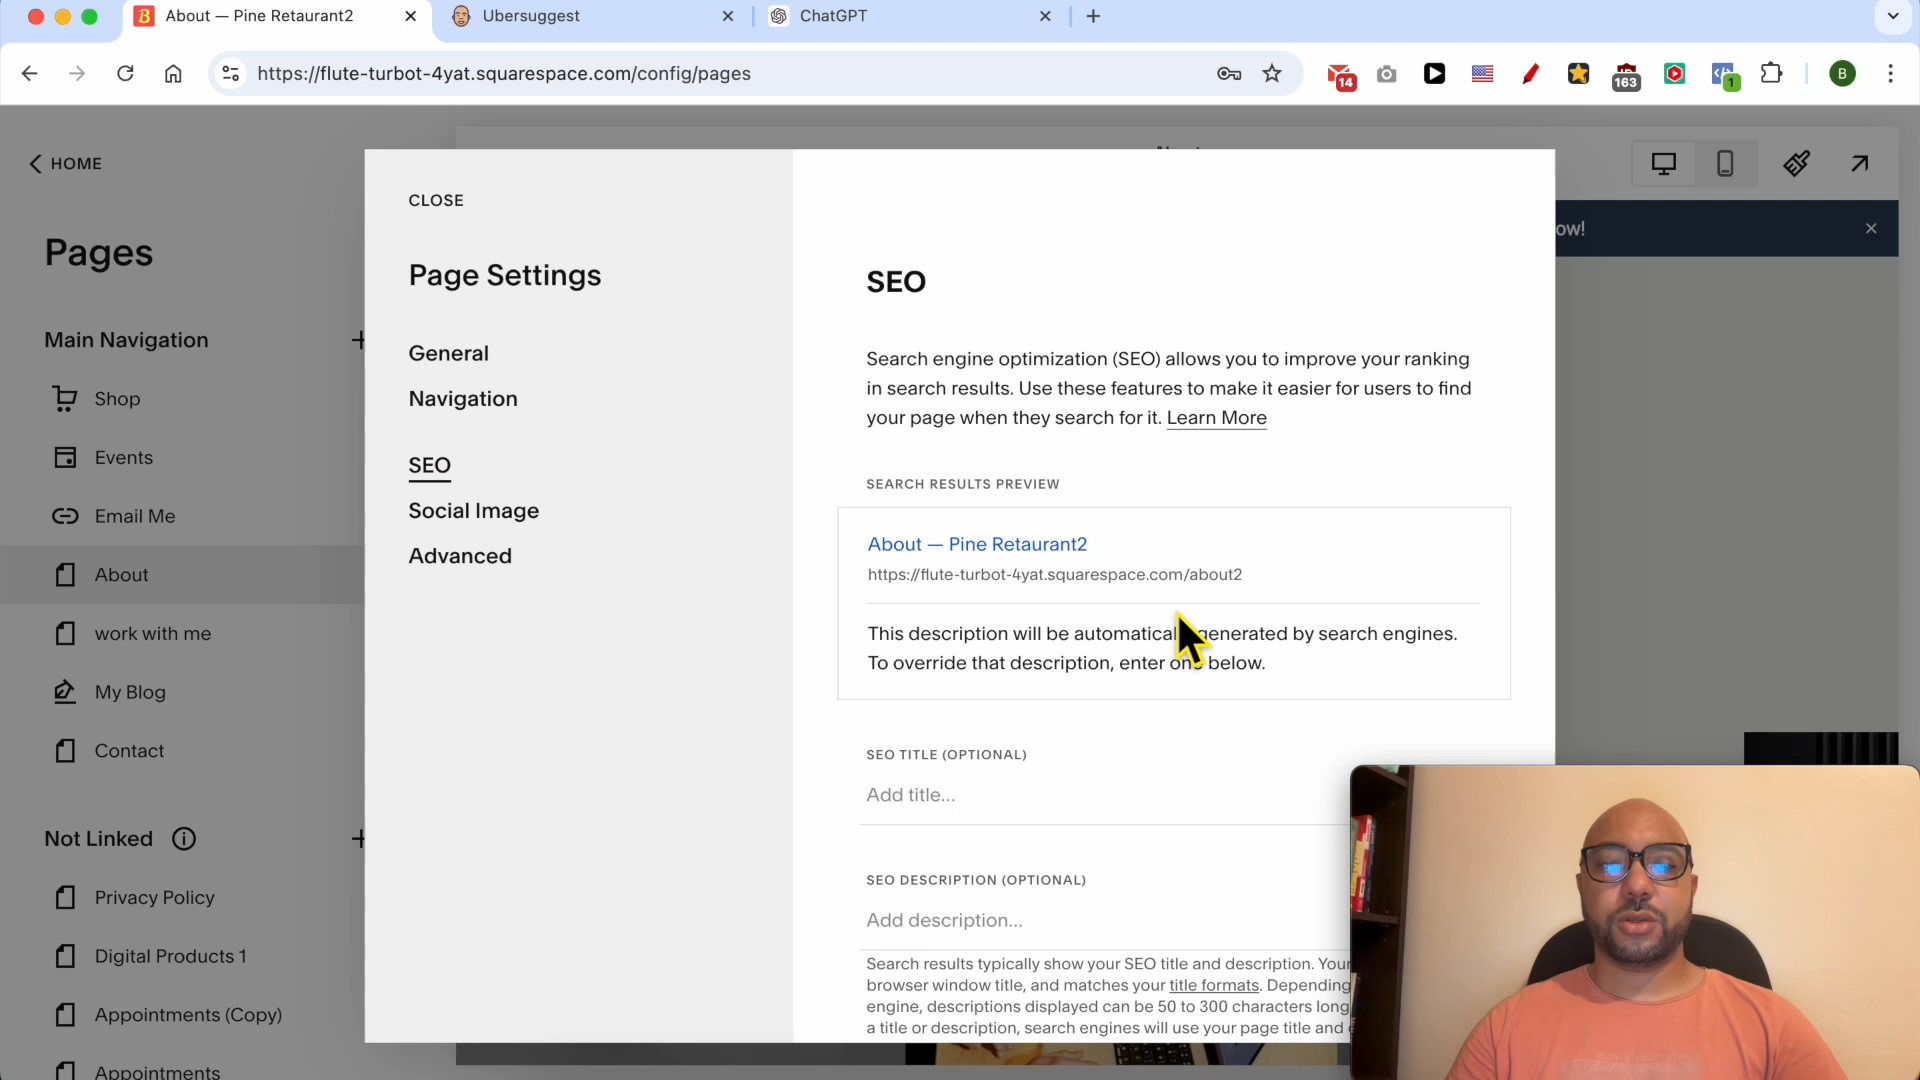 About — Pine Retaurant2
Ubersuggest
ChatGPT
https://flute-turbot-4yat.squarespace.com/config/pages
14
163
1
B
HOME
Pages
Main Navigation
Shop
Events
Email Me
About
work with me
My Blog
Contact
Not Linked
Privacy Policy
Digital Products 1
Appointments (Copy)
Appointments
CLOSE
Page Settings
General
Navigation
SEO
Social Image
Advanced
ow!
SEO
Search engine optimization (SEO) allows you to improve your ranking
in search results. Use these features to make it easier for users to find
your page when they search for it. Learn More
SEARCH RESULTS PREVIEW
About — Pine Retaurant2
https://flute-turbot-4yat.squarespace.com/about2
This description will be automatical generated by search engines.
To override that description, enter one below.
SEO TITLE (OPTIONAL)
Add title...
SEO DESCRIPTION (OPTIONAL)
Add description...
Search results typically show your SEO title and description. Your
browser window title, and matches your title formats. Depending
engine, descriptions displayed can be 50 to 300 characters long
a title or description, search engines will use your page title and